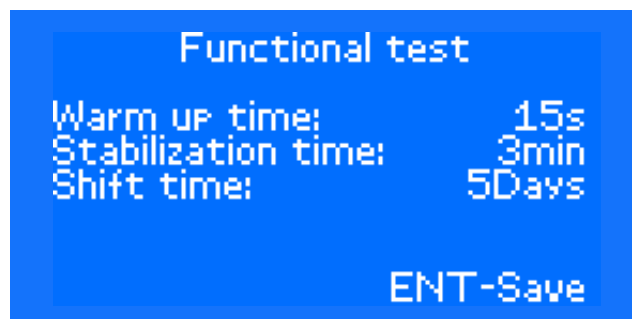 Functional test
Warm up time: 15s
Stabilization time: 3min
Shift time: 5Days
ENT-Save